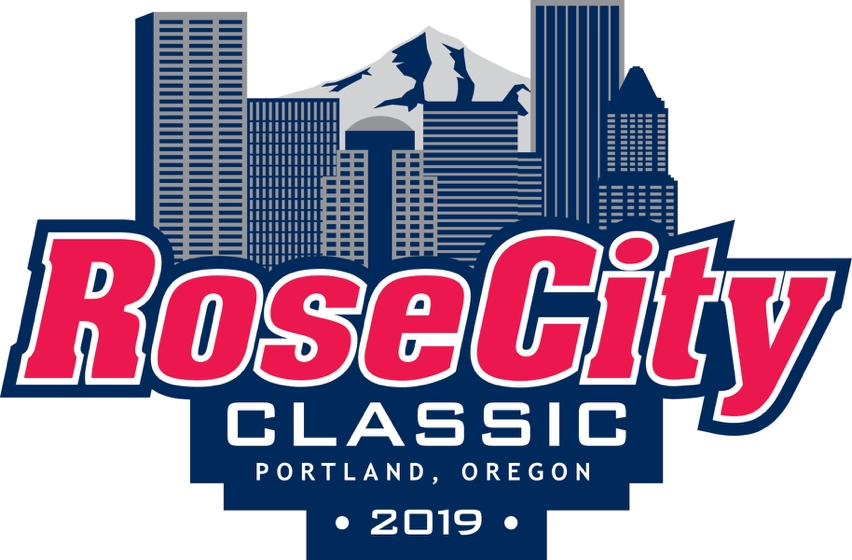 RoseCity
CLASSIC
PORTLAND, OREGON
• 2019 •